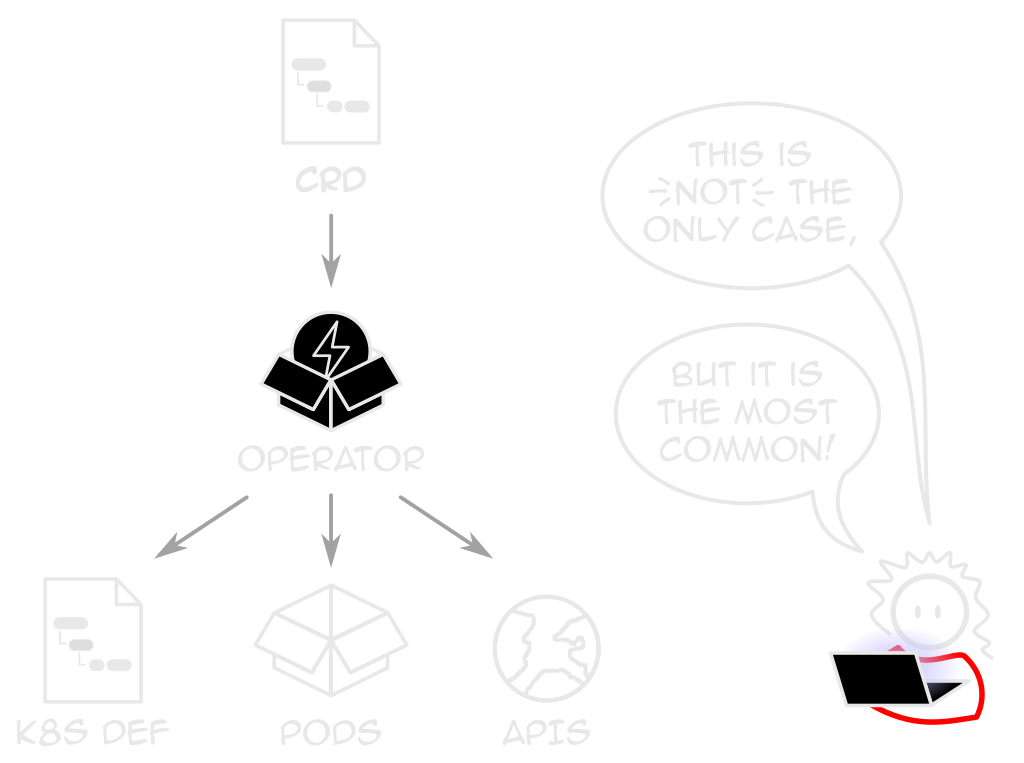 CRD
OPERATOR
K8S DEF
PODS
APIS
THIS IS
NOT THE
ONLY CASE,
BUT IT IS
THE MOST
COMMON!